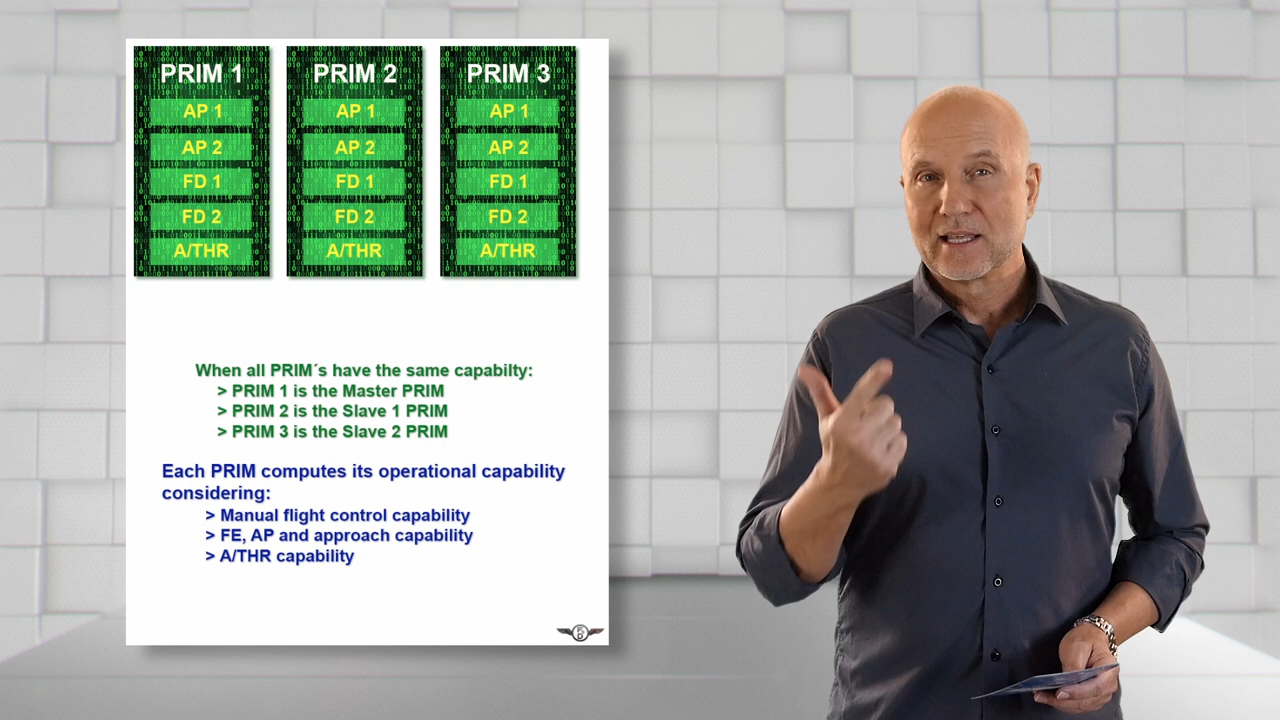 PRIM 1
AP 1
AP 2
FD 1
FD 2
A/THR
PRIM 2
AP 1
AP 2
FD 1
FD 2
A/THR
PRIM 3
AP 1
AP 2
FD 1
FD 2
A/THR
When all PRIM´s have the same capabilty:
> PRIM 1 is the Master PRIM
> PRIM 2 is the Slave 1 PRIM
> PRIM 3 is the Slave 2 PRIM
Each PRIM computes its operational capability
considering:
> Manual flight control capability
> FE, AP and approach capability
> A/THR capability